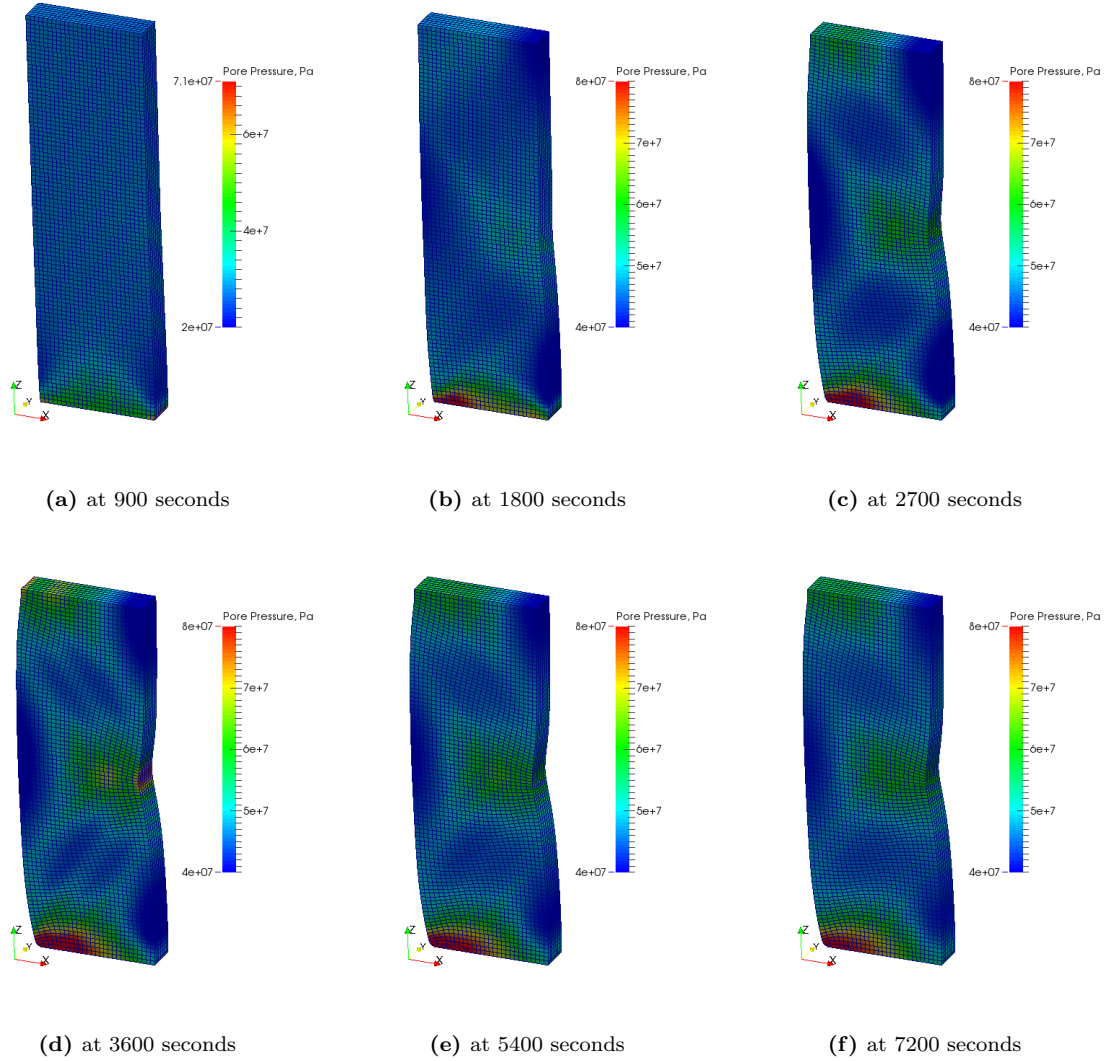 Pore Pressure, Pa
7.1e+07
6e+7
4e+7
2e+07
Z
Y
X
(a) at 900 seconds
Pore Pressure, Pa
8e+07
7e+7
6e+7
5e+7
4e+07
Z
Y
X
(b) at 1800 seconds
Pore Pressure, Pa
8e+07
7e+7
6e+7
5e+7
4e+07
Z
Y
X
(c) at 2700 seconds
Pore Pressure, Pa
8e+07
7e+7
6e+7
5e+7
4e+07
Z
Y
X
(d) at 3600 seconds
Pore Pressure, Pa
8e+07
7e+7
6e+7
5e+7
4e+07
Z
Y
X
(e) at 5400 seconds
Pore Pressure, Pa
8e+07
7e+7
6e+7
5e+7
4e+07
Z
Y
X
(f) at 7200 seconds